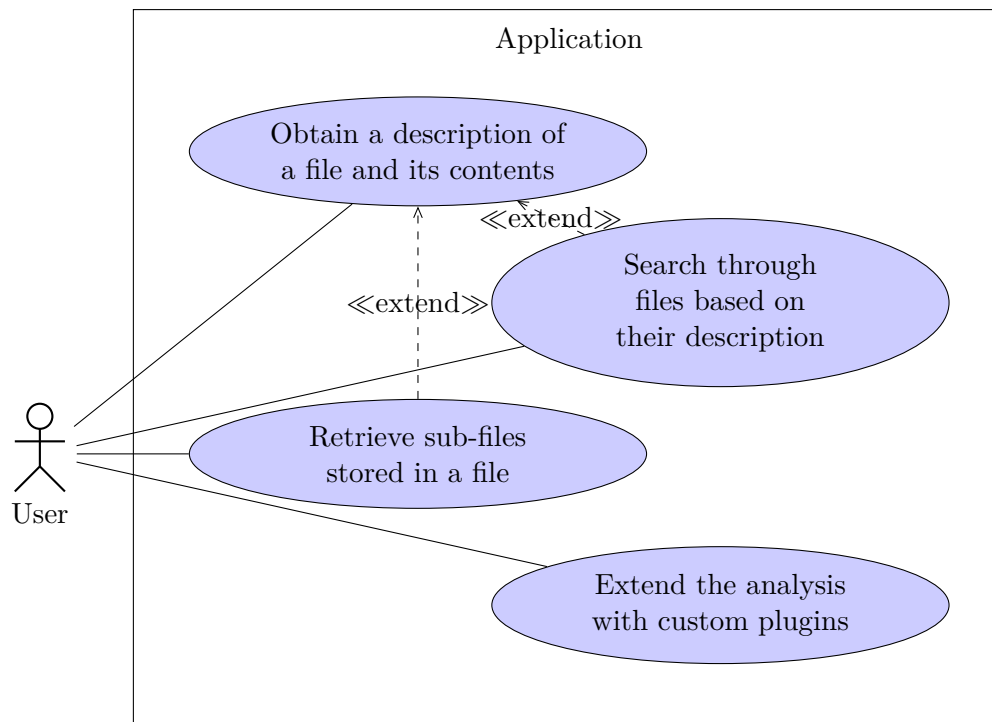 Application
Obtain a description of
a file and its contents
≪extend≫
Search through
files based on
their description
≪extend≫
Retrieve sub-files
stored in a file
User
Extend the analysis
with custom plugins